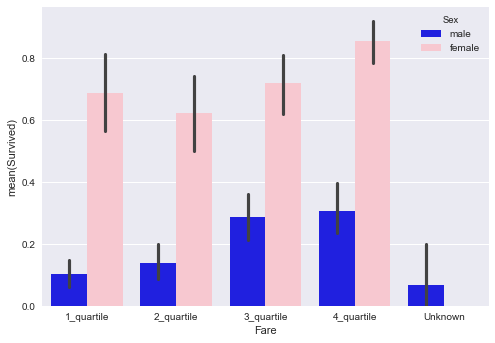 Sex
male
female
mean(Survived)
0.8
0.6
0.4
0.2
0.0
1_quartile 2_quartile 3_quartile 4_quartile Unknown
Fare